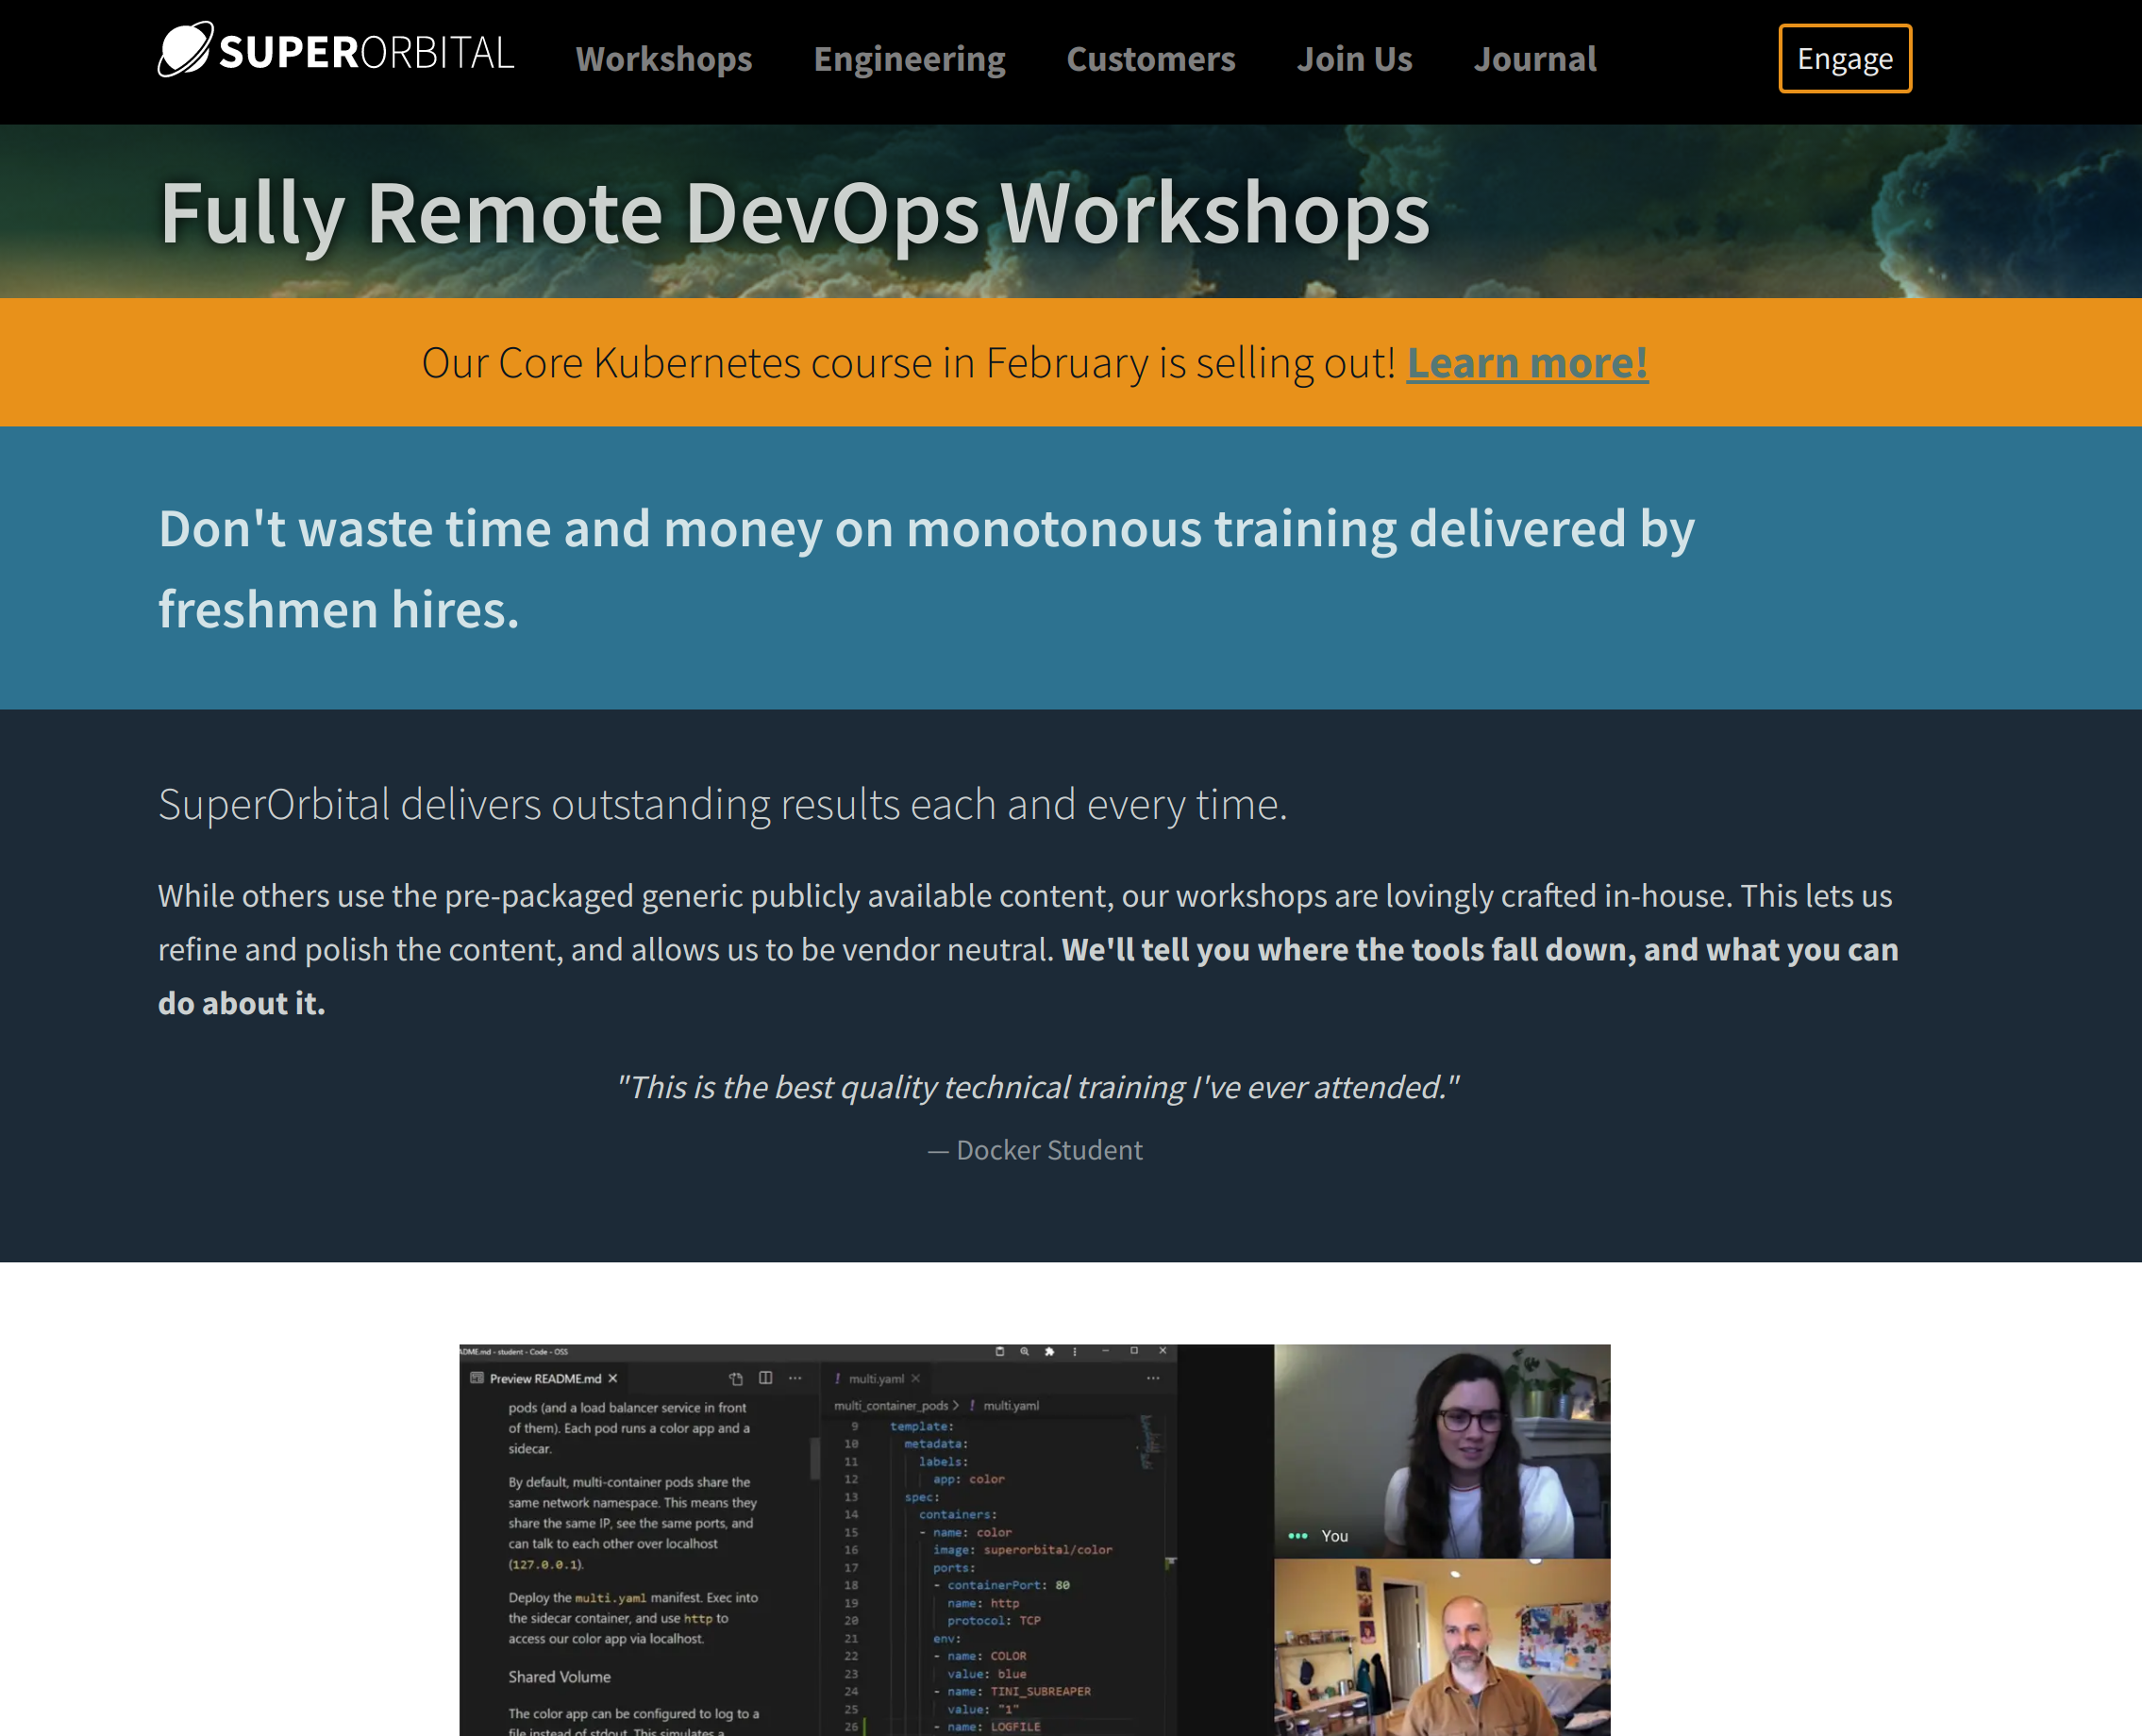 SUPERORBITAL Workshops Engineering Customers Join Us Journal Engage
Fully Remote DevOps Workshops
Our Core Kubernetes course in February is selling out! Learn more!
Don't waste time and money on monotonous training delivered by
freshmen hires.
SuperOrbital delivers outstanding results each and every time.
While others use the pre-packaged generic publicly available content, our workshops are lovingly crafted in-house. This lets us
refine and polish the content, and allows us to be vendor neutral. We'll tell you where the tools fall down, and what you can
do about it.
"This is the best quality technical training I've ever attended."
— Docker Student
ADME.md - student - Code - OSS
Preview README.md
pods (and a load balancer service in front
of them). Each pod runs a color app and a
sidecar.
By default, multi-container pods share the
same network namespace. This means they
share the same IP, see the same ports, and
can talk to each other over localhost
(127.0.0.1).
Deploy the multi.yaml manifest. Exec into
the sidecar container, and use http to
access our color app via localhost.
Shared Volume
The color app can be configured to log to a
file instead of stdout. This simulates a
! multi.yaml
multi_container_pods > ! multi.yaml
9 template:
10 metadata:
11 labels:
12 app: color
13 spec:
14 containers:
15 - name: color
16 image: superorbital/color
17 ports:
18 - containerPort: 80
19 name: http
20 protocol: TCP
21 env:
22 - name: COLOR
23 value: blue
24 - name: TINI_SUBREAPER
25 value: "1"
26 - name: LOGFILE
You